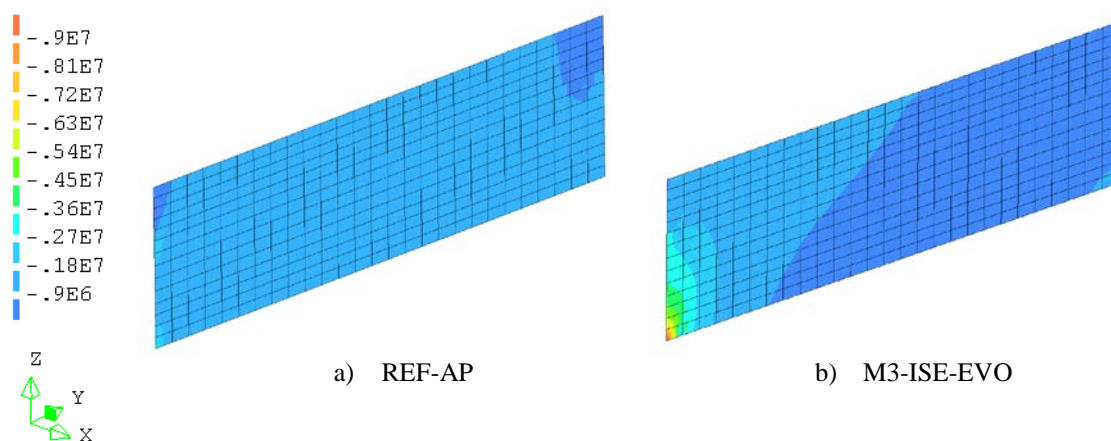 -.9E7
-.81E7
-.72E7
-.63E7
-.54E7
-.45E7
-.36E7
-.27E7
-.18E7
-.9E6
Z
Y
X
a) REF-AP
b) M3-ISE-EVO